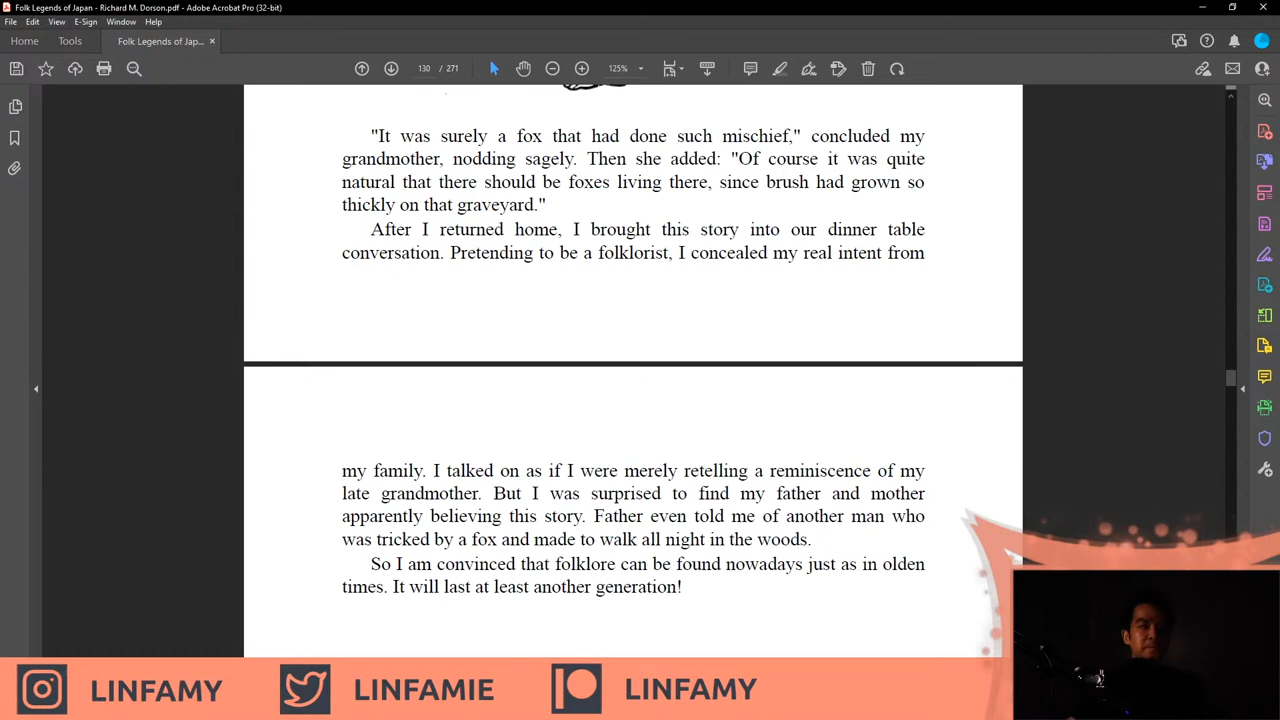 Folk Legends of Japan - Richard M. Dorson.pdf - Adobe Acrobat Pro (32-bit)
File Edit View E-Sign Window Help
Home Tools Folk Legends of Jap... ×
130 / 271 125%
"It was surely a fox that had done such mischief," concluded my
grandmother, nodding sagely. Then she added: "Of course it was quite
natural that there should be foxes living there, since brush had grown so
thickly on that graveyard."
After I returned home, I brought this story into our dinner table
conversation. Pretending to be a folklorist, I concealed my real intent from
my family. I talked on as if I were merely retelling a reminiscence of my
late grandmother. But I was surprised to find my father and mother
apparently believing this story. Father even told me of another man who
was tricked by a fox and made to walk all night in the woods.
So I am convinced that folklore can be found nowadays just as in olden
times. It will last at least another generation!
LINFAMY LINFAMIE LINFAMY